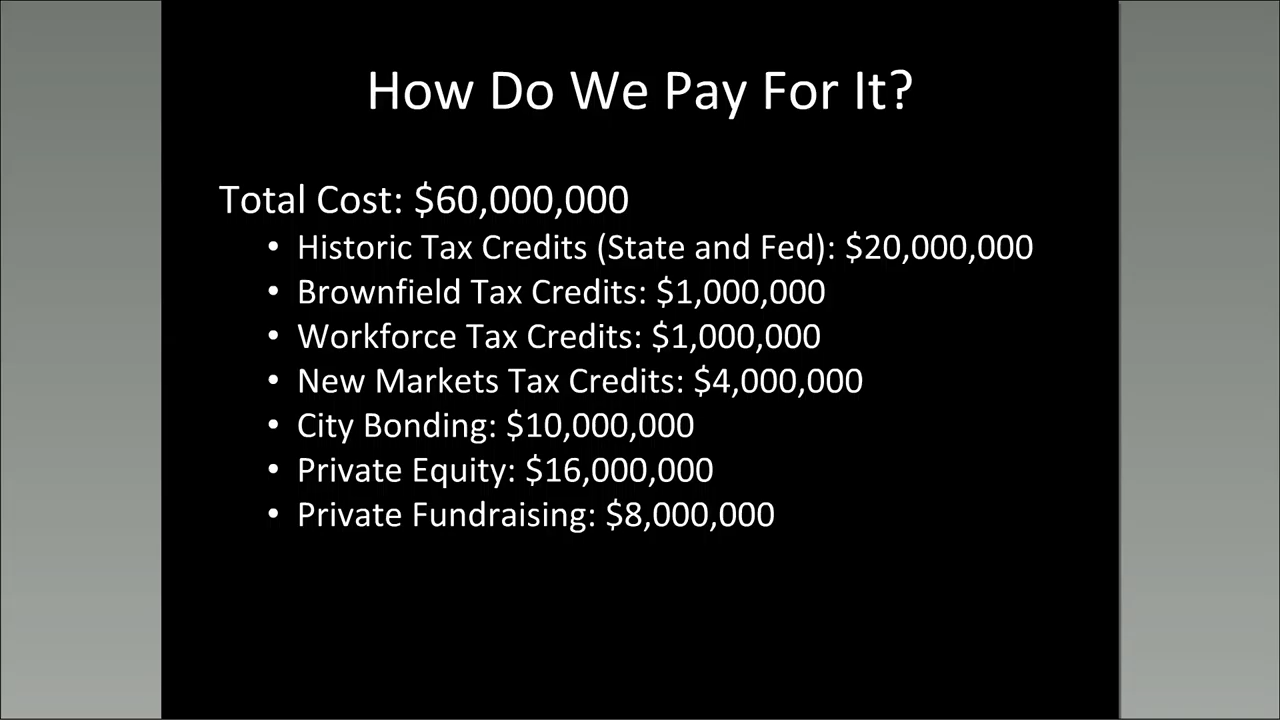 How Do We Pay For It?
Total Cost: $60,000,000
• Historic Tax Credits (State and Fed): $20,000,000
• Brownfield Tax Credits: $1,000,000
• Workforce Tax Credits: $1,000,000
• New Markets Tax Credits: $4,000,000
• City Bonding: $10,000,000
• Private Equity: $16,000,000
• Private Fundraising: $8,000,000